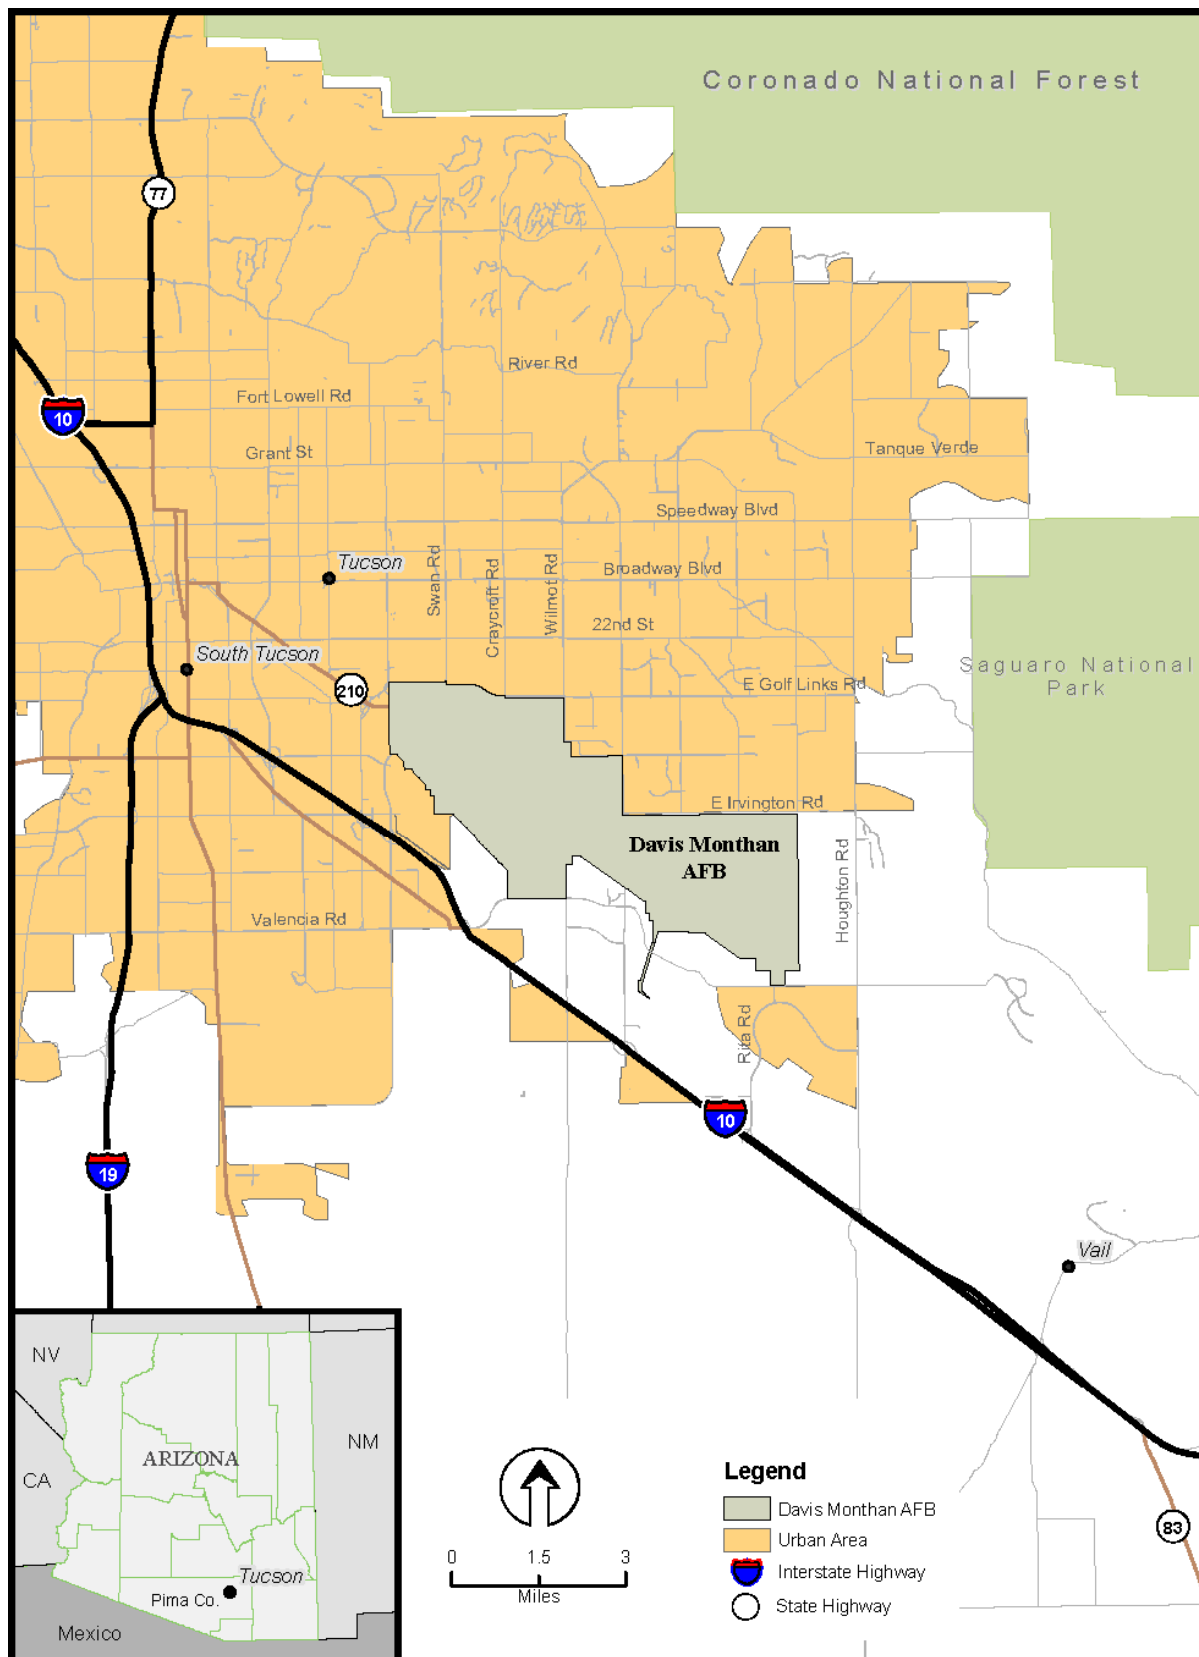 Coronado National Forest
77
River Rd
Fort Lowell Rd
10
Grant St
Tanque Verde
Speedway Blvd
Tucson
Broadway Blvd
Swan Rd
Craycroft Rd
Wilmot Rd
22nd St
South Tucson
Saguaro National
Park
210
E Golf Links Rd
E Irvington Rd
Davis Monthan
AFB
Houghton Rd
Valencia Rd
Rita Rd
10
19
Vail
NV
CA
ARIZONA
NM
Tucson
Pima Co.
Mexico
0 1.5 3
Miles
Legend
Davis Monthan AFB
Urban Area
Interstate Highway
State Highway
83